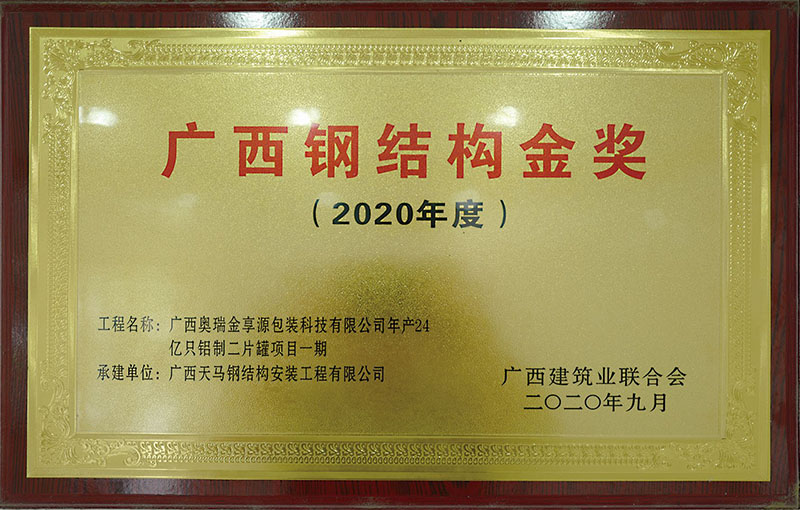 广西钢结构金奖
（2020年度）
工程名称：广西奥瑞金享源包装科技有限公司年产24
亿只铝制二片罐项目一期
承建单位：广西天马钢结构安装工程有限公司
广西建筑业联合会
二〇二〇年九月